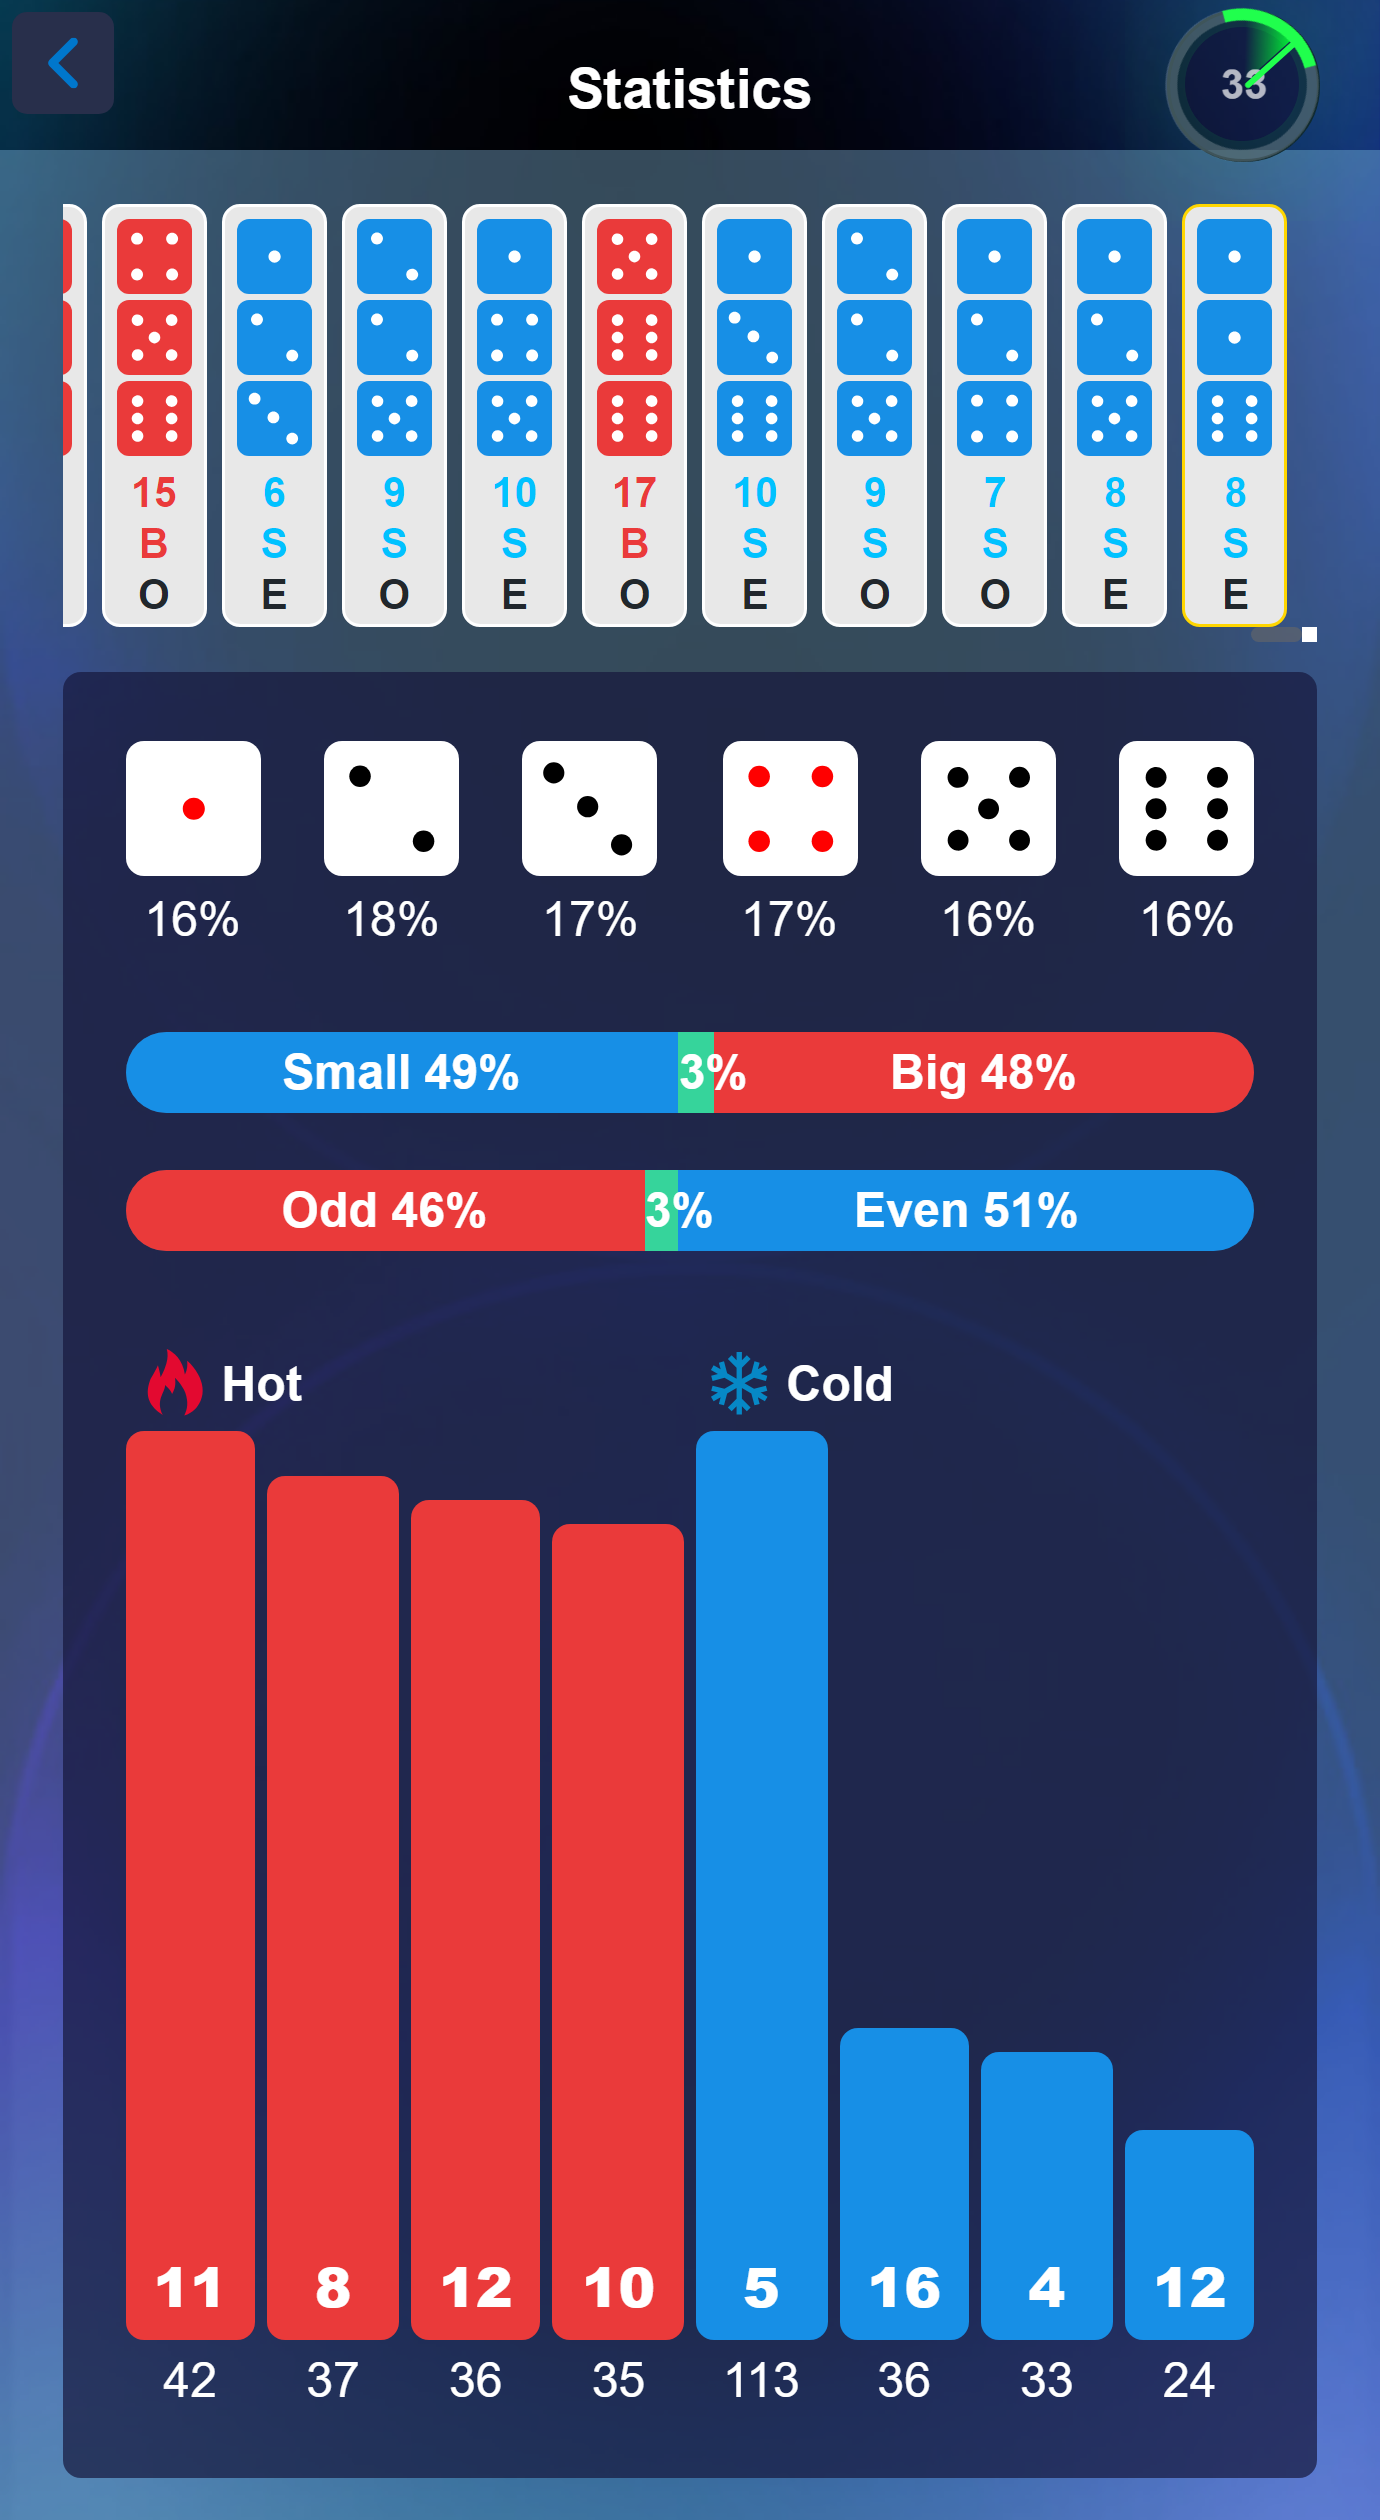 Statistics
33
15 6 9 10 17 10 9 7 8 8
B S S S B S S S S S
O E O E O E O O E E
16% 18% 17% 17% 16% 16%
Small 49% 3% Big 48%
Odd 46% 3% Even 51%
Hot Cold
11 8 12 10 5 16 4 12
42 37 36 35 113 36 33 24